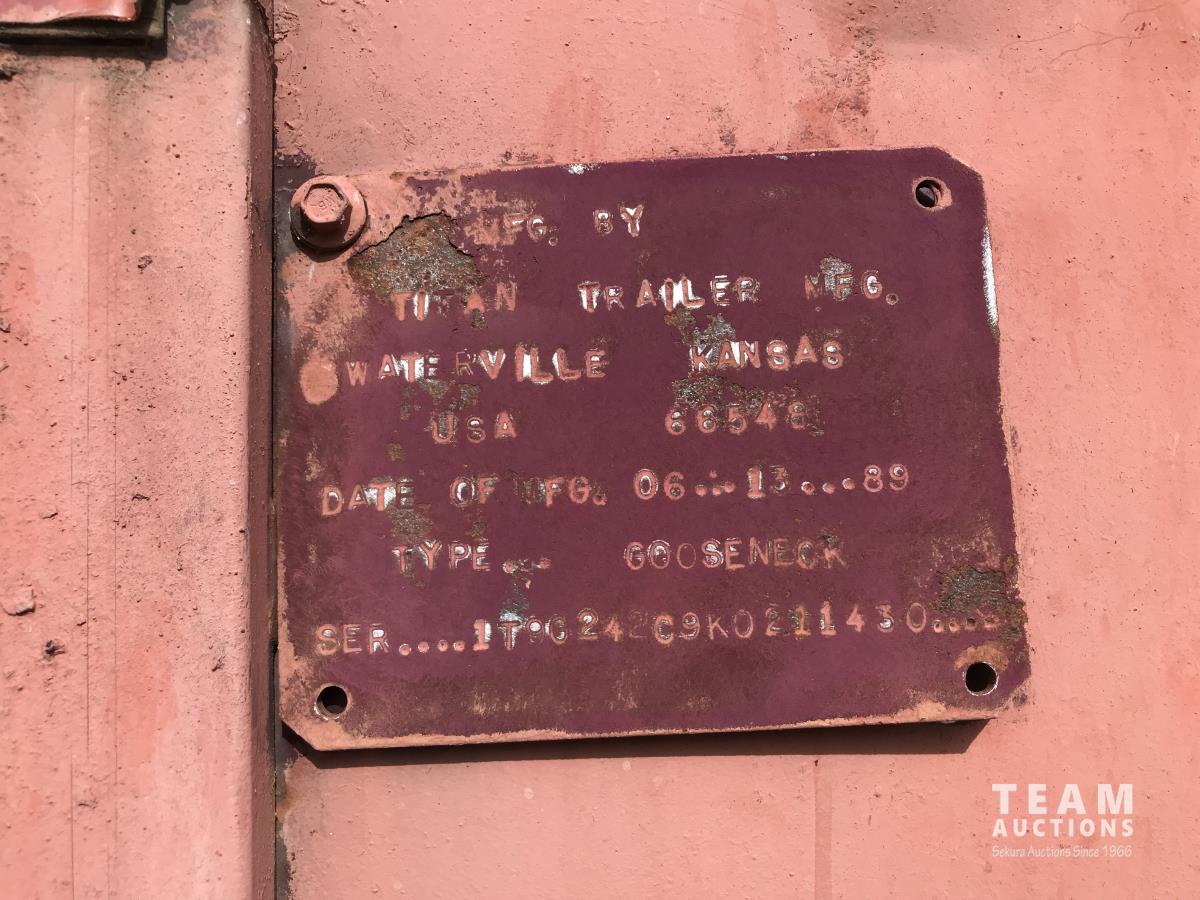 MFG. BY
TITAN TRAILER MFG.
WATERVILLE KANSAS
USA 66548
DATE OF MFG. 06...13...89
TYPE... GOOSENECK
SER....1T9G242C9K0211430....
TEAM
AUCTIONS
Sekura Auctions Since 1966